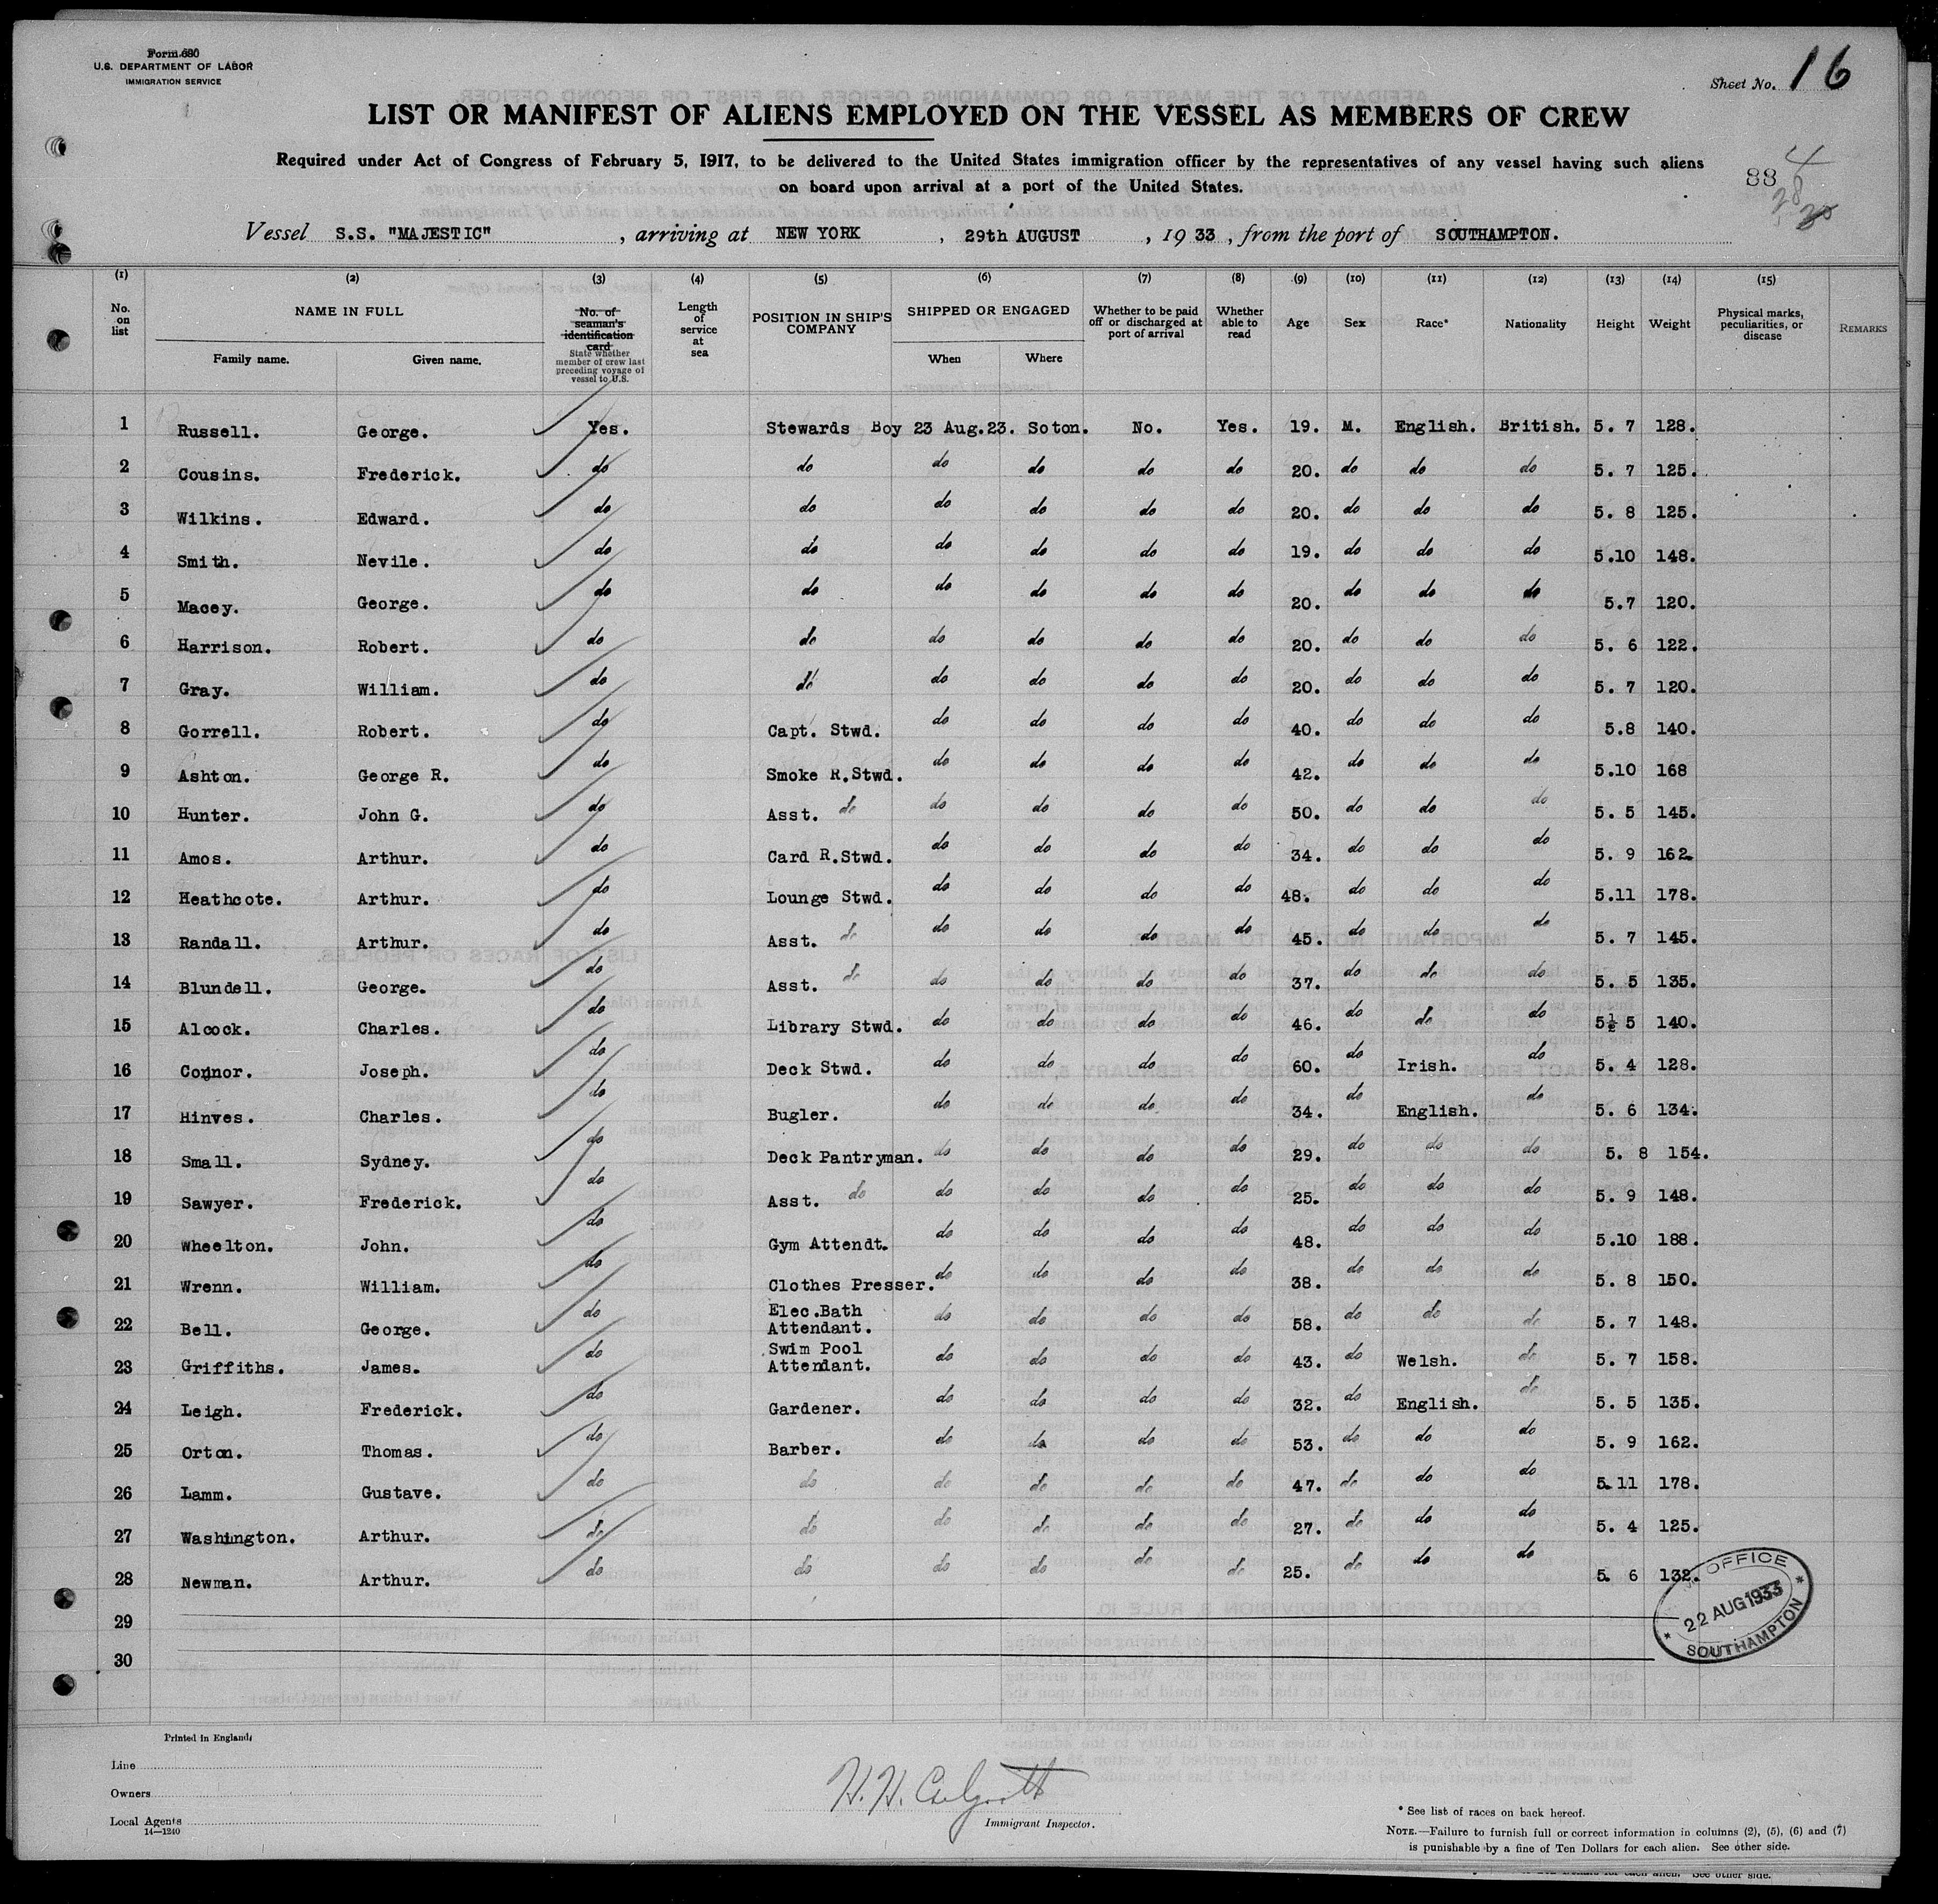 Form 680
U.S. DEPARTMENT OF LABOR
IMMIGRATION SERVICE
Sheet No. 16
LIST OR MANIFEST OF ALIENS EMPLOYED ON THE VESSEL AS MEMBERS OF CREW
Required under Act of Congress of February 5, 1917, to be delivered to the United States immigration officer by the representatives of any vessel having such aliens
on board upon arrival at a port of the United States.
88
Vessel S.S. "MAJESTIC", arriving at NEW YORK, 29th AUGUST, 1933, from the port of SOUTHAMPTON.
(1) (2) (3) (4) (5) (6) (7) (8) (9) (10) (11) (12) (13) (14) (15)
No. on list
NAME IN FULL
Family name. Given name.
No. of seaman's identification card
State whether member of crew last preceding voyage of vessel to U.S.
Length of service at sea
POSITION IN SHIP'S COMPANY
SHIPPED OR ENGAGED
When Where
Whether to be paid off or discharged at port of arrival
Whether able to read
Age
Sex
Race*
Nationality
Height
Weight
Physical marks, peculiarities, or disease
REMARKS
1 Russell. George. Yes. Stewards Boy 23 Aug.23. Soton. No. Yes. 19. M. English. British. 5. 7 128.
2 Cousins. Frederick. do do do do do do 20. do do do 5. 7 125.
3 Wilkins. Edward. do do do do do do 20. do do do 5. 8 125.
4 Smith. Nevile. do do do do do do 19. do do do 5.10 148.
5 Macey. George. do do do do do do 20. do do do 5.7 120.
6 Harrison. Robert. do do do do do do 20. do do do 5. 6 122.
7 Gray. William. do do do do do do 20. do do do 5. 7 120.
8 Gorrell. Robert. do Capt. Stwd. do do do do 40. do do do 5.8 140.
9 Ashton. George R. do Smoke R.Stwd. do do do do 42. do do do 5.10 168
10 Hunter. John G. do Asst. do do do do do 50. do do do 5. 5 145.
11 Amos. Arthur. do Card R.Stwd. do do do do 34. do do do 5. 9 162.
12 Heathcote. Arthur. do Lounge Stwd. do do do do 48. do do do 5.11 178.
13 Randall. Arthur. do Asst. do do do do do 45. do do do 5. 7 145.
14 Blundell. George. do Asst. do do do do do 37. do do do 5. 5 135.
15 Alcock. Charles. do Library Stwd. do do do do 46. do do do 5½ 5 140.
16 Connor. Joseph. do Deck Stwd. do do do do 60. do Irish. do 5. 4 128.
17 Hinves. Charles. do Bugler. do do do do 34. do English. do 5. 6 134.
18 Small. Sydney. do Deck Pantryman. do do do do 29. do do do 5. 8 154.
19 Sawyer. Frederick. do Asst. do do do do do 25. do do do 5. 9 148.
20 Wheelton. John. do Gym Attendt. do do do do 48. do do do 5.10 188.
21 Wrenn. William. do Clothes Presser. do do do do 38. do do do 5. 8 150.
22 Bell. George. do Elec.Bath Attendant. do do do do 58. do do do 5. 7 148.
23 Griffiths. James. do Swim Pool Attendant. do do do do 43. do Welsh. do 5. 7 158.
24 Leigh. Frederick. do Gardener. do do do do 32. do English. do 5. 5 135.
25 Orton. Thomas. do Barber. do do do do 53. do do do 5. 9 162.
26 Lamm. Gustave. do do do do do do 47. do do do 5.11 178.
27 Washington. Arthur. do do do do do do 27. do do do 5. 4 125.
28 Newman. Arthur. do do do do do do 25. do do do 5. 6 132.
29
30
OFFICE
22 AUG 1933
SOUTHAMPTON
Printed in England
Line
Owners
Local Agents
14—1240
Immigrant Inspector.
* See list of races on back hereof.
NOTE.—Failure to furnish full or correct information in columns (2), (5), (6) and (7)
is punishable by a fine of Ten Dollars for each alien. See other side.